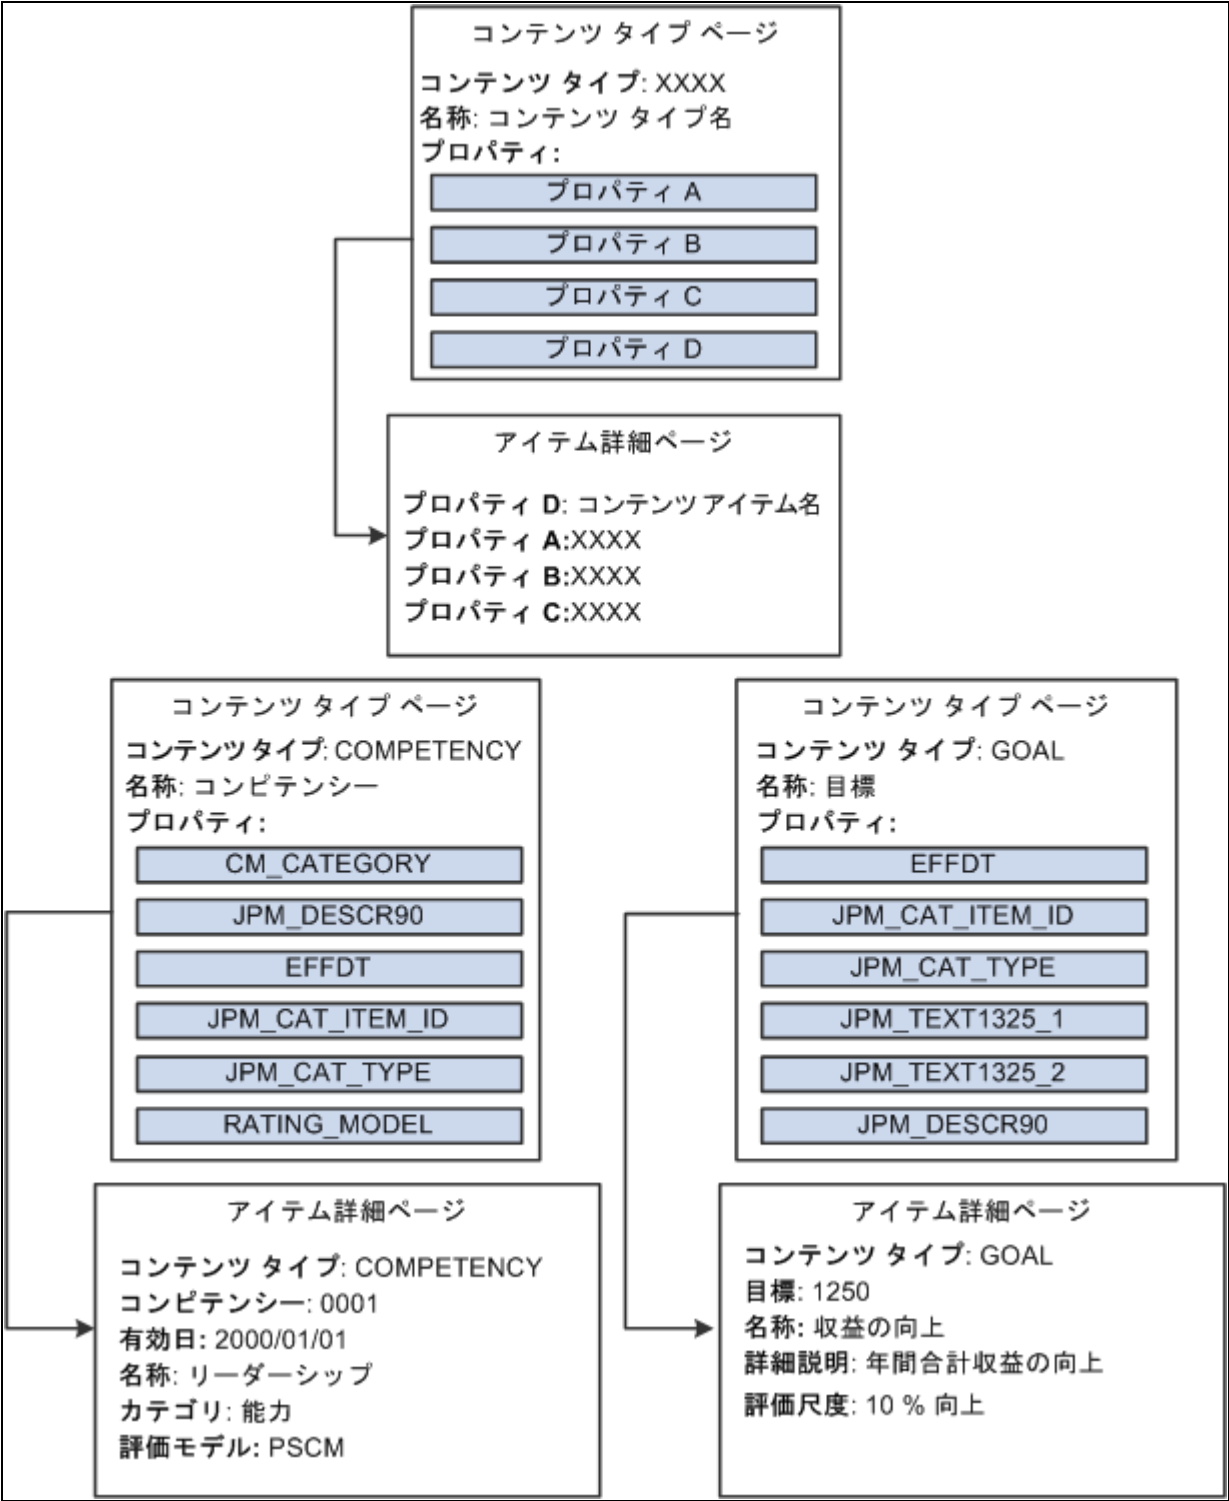 コンテンツ タイプ ページ
コンテンツ タイプ: XXXX
名称: コンテンツ タイプ名
プロパティ:
プロパティ A
プロパティ B
プロパティ C
プロパティ D
アイテム詳細ページ
プロパティ D: コンテンツ アイテム名
プロパティ A:XXXX
プロパティ B:XXXX
プロパティ C:XXXX
コンテンツ タイプ ページ
コンテンツ タイプ: COMPETENCY
名称: コンピテンシー
プロパティ:
CM_CATEGORY
JPM_DESCR90
EFFDT
JPM_CAT_ITEM_ID
JPM_CAT_TYPE
RATING_MODEL
アイテム詳細ページ
コンテンツ タイプ: COMPETENCY
コンピテンシー: 0001
有効日: 2000/01/01
名称: リーダーシップ
カテゴリ: 能力
評価モデル: PSCM
コンテンツ タイプ ページ
コンテンツ タイプ: GOAL
名称: 目標
プロパティ:
EFFDT
JPM_CAT_ITEM_ID
JPM_CAT_TYPE
JPM_TEXT1325_1
JPM_TEXT1325_2
JPM_DESCR90
アイテム詳細ページ
コンテンツ タイプ: GOAL
目標: 1250
名称: 収益の向上
詳細説明: 年間合計収益の向上
評価尺度: 10 % 向上